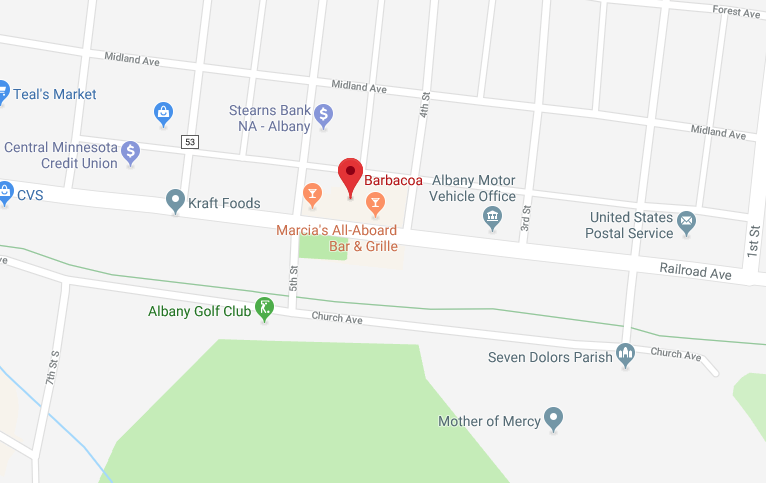 Forest Ave
Midland Ave
Midland Ave
Teal's Market
4th St
Stearns Bank
NA - Albany
Midland Ave
53
Central Minnesota
Credit Union
Barbacoa
Albany Motor
Vehicle Office
CVS
Kraft Foods
3rd St
United States
Postal Service
Marcia's All-Aboard
Bar & Grille
1st St
Railroad Ave
5th St
Albany Golf Club
Church Ave
Seven Dolors Parish
Church Ave
7th St S
Mother of Mercy